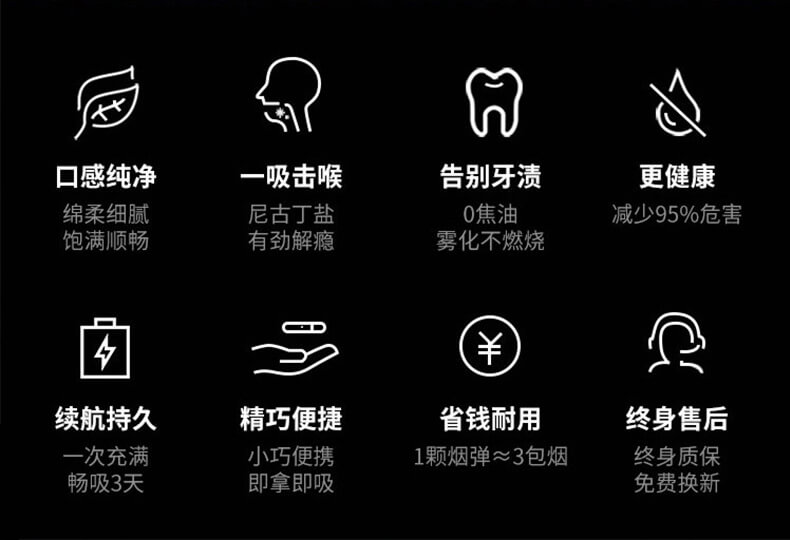 口感纯净
绵柔细腻
饱满顺畅
一吸击喉
尼古丁盐
有劲解瘾
告别牙渍
0焦油
雾化不燃烧
更健康
减少95%危害
续航持久
一次充满
畅吸3天
精巧便捷
小巧便携
即拿即吸
省钱耐用
1颗烟弹≈3包烟
终身售后
终身质保
免费换新